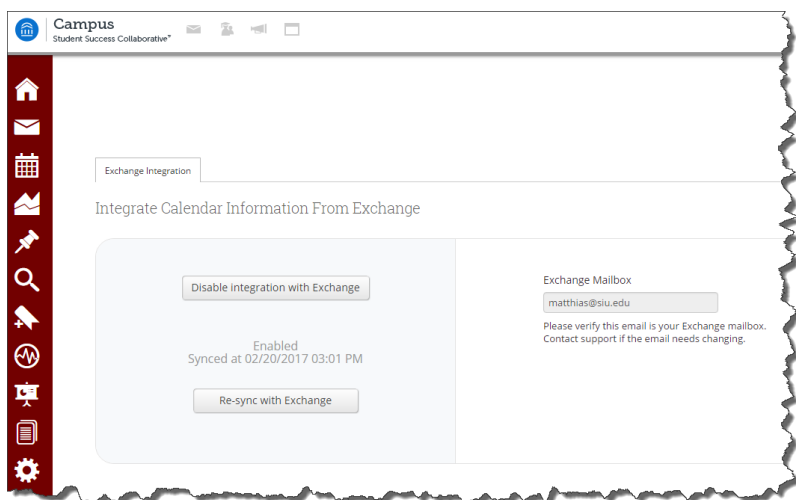 Campus
Student Success Collaborative™
Exchange Integration
Integrate Calendar Information From Exchange
Disable integration with Exchange
Enabled
Synced at 02/20/2017 03:01 PM
Re-sync with Exchange
Exchange Mailbox
matthias@siu.edu
Please verify this email is your Exchange mailbox.
Contact support if the email needs changing.